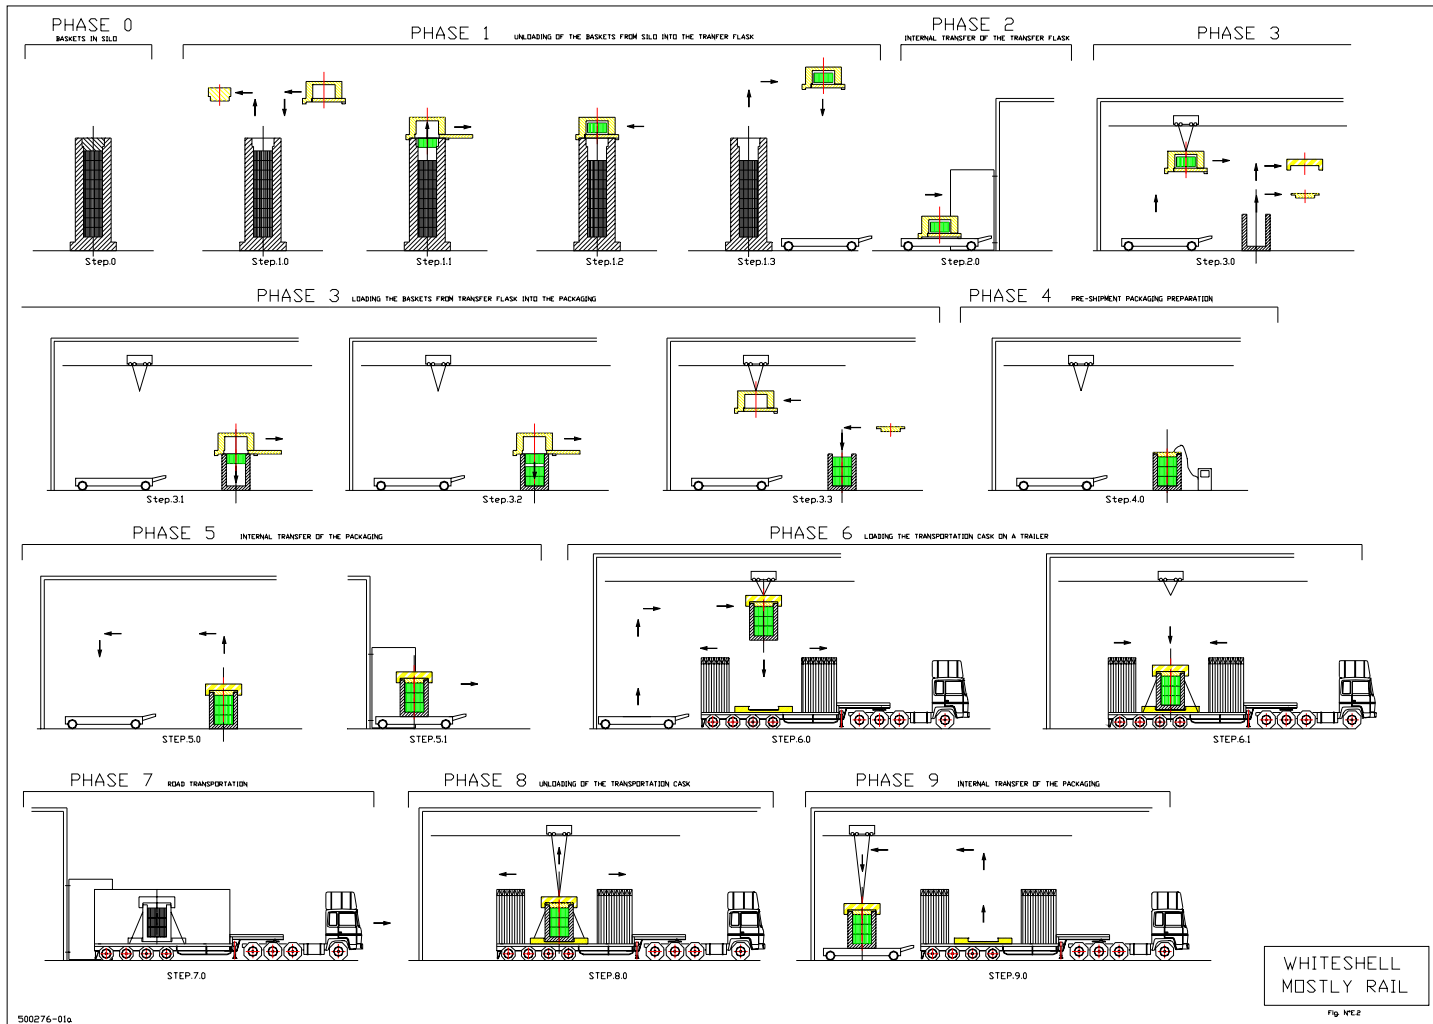 PHASE 0
BASKETS IN SILO
PHASE 1 UNLOADING OF THE BASKETS FROM SILO INTO THE TRANFER FLASK
PHASE 2
INTERNAL TRANSFER OF THE TRANSFER FLASK
PHASE 3
Step.0
Step.1.0
Step.1.1
Step.1.2
Step.1.3
Step.2.0
Step.3.0
PHASE 3 LOADING THE BASKETS FROM TRANSFER FLASK INTO THE PACKAGING
PHASE 4 PRE-SHIPMENT PACKAGING PREPARATION
Step.3.1
Step.3.2
Step.3.3
Step.4.0
PHASE 5 INTERNAL TRANSFER OF THE PACKAGING
PHASE 6 LOADING THE TRANSPORTATION CASK ON A TRAILER
STEP.5.0
STEP.5.1
STEP.6.0
STEP.6.1
PHASE 7 ROAD TRANSPORTATION
PHASE 8 UNLOADING OF THE TRANSPORTATION CASK
PHASE 9 INTERNAL TRANSFER OF THE PACKAGING
STEP.7.0
STEP.8.0
STEP.9.0
WHITESHELL
MOSTLY RAIL
Fig. N°E.2
500276-01a